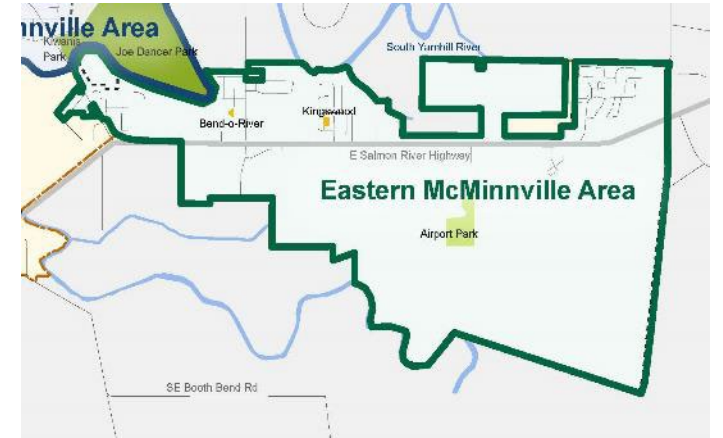 nnville Area
Kiwanis
Park
Joe Dancer Park
South Yamhill River
Bend-o-River
Kingwood
E Salmon River Highway
Eastern McMinnville Area
Airport Park
SE Booth Bend Rd